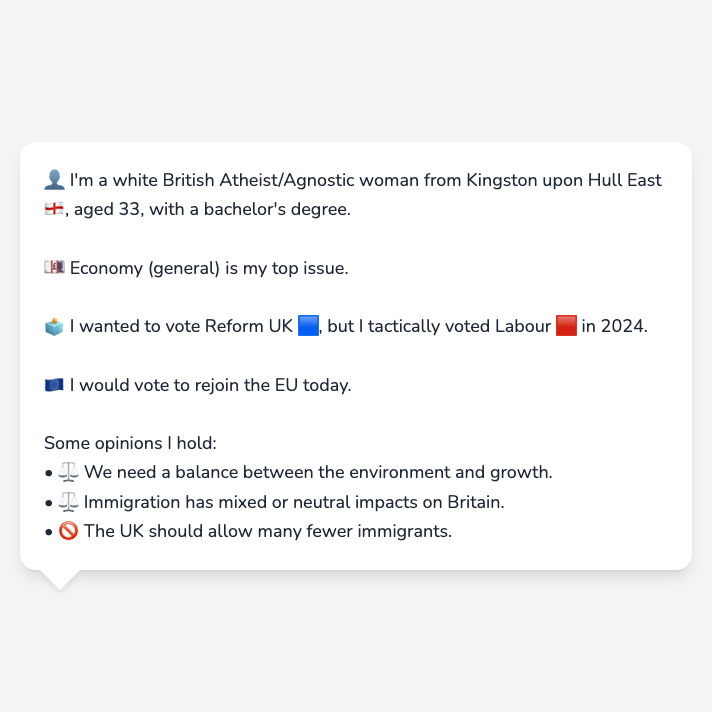 👤 I'm a white British Atheist/Agnostic woman from Kingston upon Hull East
🏴󠁧󠁢󠁥󠁮󠁧󠁿, aged 33, with a bachelor's degree.
💷 Economy (general) is my top issue.
🗳️ I wanted to vote Reform UK 🟦, but I tactically voted Labour 🟥 in 2024.
🇪🇺 I would vote to rejoin the EU today.
Some opinions I hold:
• ⚖️ We need a balance between the environment and growth.
• ⚖️ Immigration has mixed or neutral impacts on Britain.
• 🚫 The UK should allow many fewer immigrants.